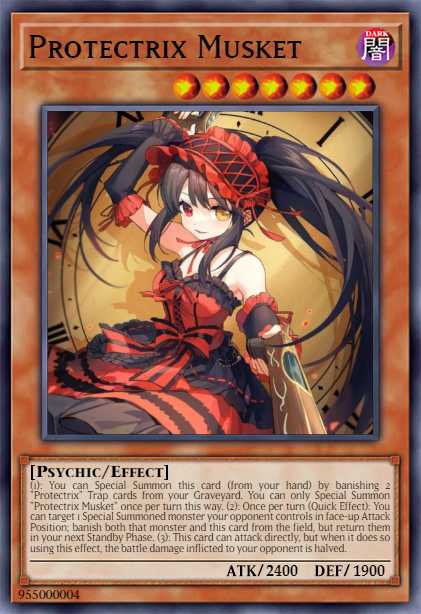 Protectrix Musket
DARK
闇
I
[Psychic/Effect]
(1): You can Special Summon this card (from your hand) by banishing 2
"Protectrix" Trap cards from your Graveyard. You can only Special Summon
"Protectrix Musket" once per turn this way. (2): Once per turn (Quick Effect): You
can target 1 Special Summoned monster your opponent controls in face-up Attack
Position; banish both that monster and this card from the field, but return them
in your next Standby Phase. (3): This card can attack directly, but when it does so
using this effect, the battle damage inflicted to your opponent is halved.
ATK/2400 DEF/1900
955000004